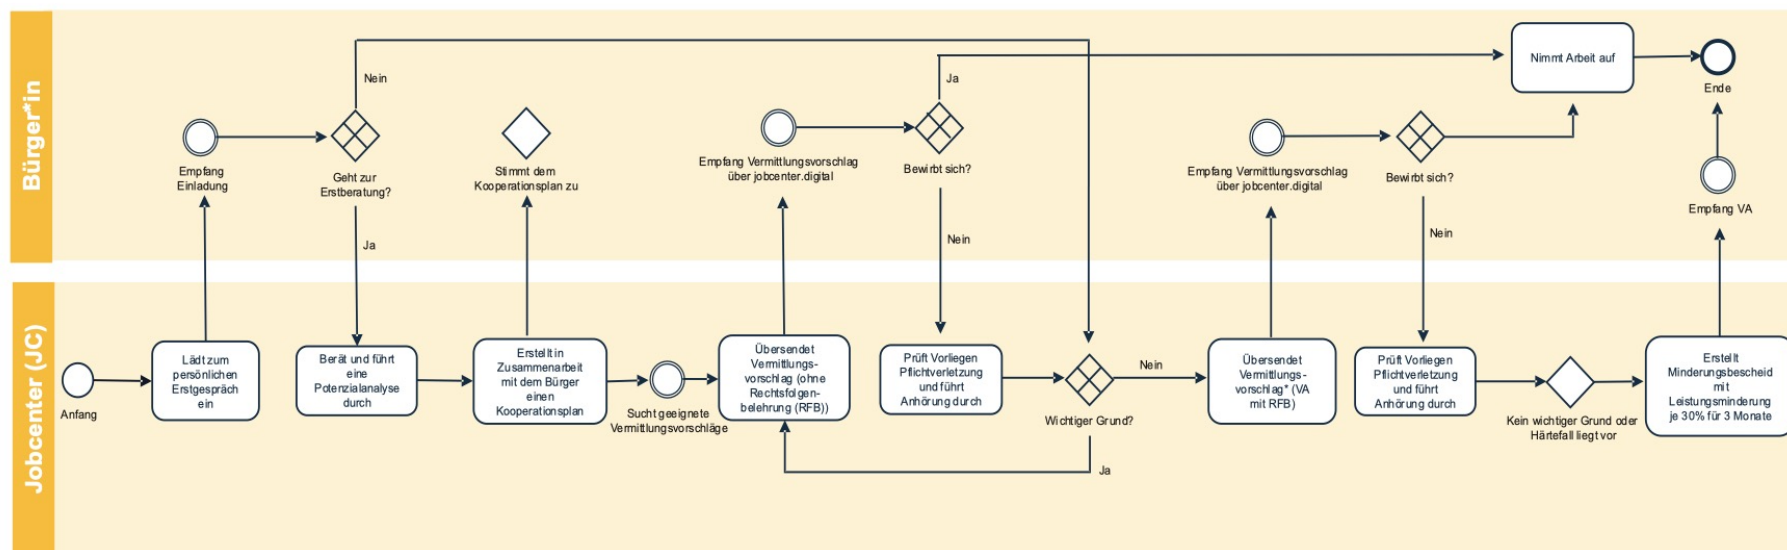 Bürger*in
Nein
Empfang
Einladung
Geht zur
Erstberatung?
Ja
Stimmt dem
Kooperationsplan zu
Empfang Vermittlungsvorschlag
über jobcenter.digital
Ja
Bewirbt sich?
Nein
Empfang Vermittlungsvorschlag
über jobcenter.digital
Bewirbt sich?
Nein
Nimmt Arbeit auf
Ende
Empfang VA
Jobcenter (JC)
Anfang
Lädt zum
persönlichen
Erstgespräch
ein
Berät und führt
eine
Potenzialanalyse
durch
Erstellt in
Zusammenarbeit
mit dem Bürger
einen
Kooperationsplan
Sucht geeignete
Vermittlungsvorschläge
Übersendet
Vermittlungs-
vorschlag (ohne
Rechtsfolgen-
belehrung (RFB))
Prüft Vorliegen
Pflichtverletzung
und führt
Anhörung durch
Wichtiger Grund?
Nein
Ja
Übersendet
Vermittlungs-
vorschlag* (VA
mit RFB)
Prüft Vorliegen
Pflichtverletzung
und führt
Anhörung durch
Kein wichtiger Grund oder
Härtefall liegt vor
Erstellt
Minderungsbescheid
mit
Leistungsminderung
je 30% für 3 Monate